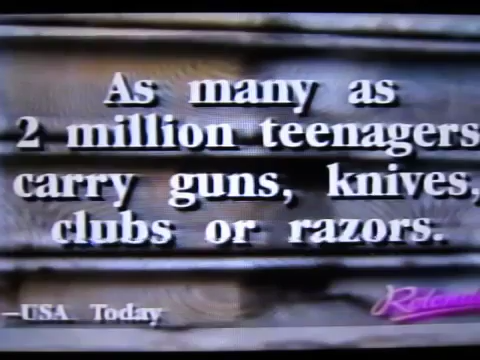 As many as
2 million teenagers
carry guns, knives,
clubs or razors.
—USA Today